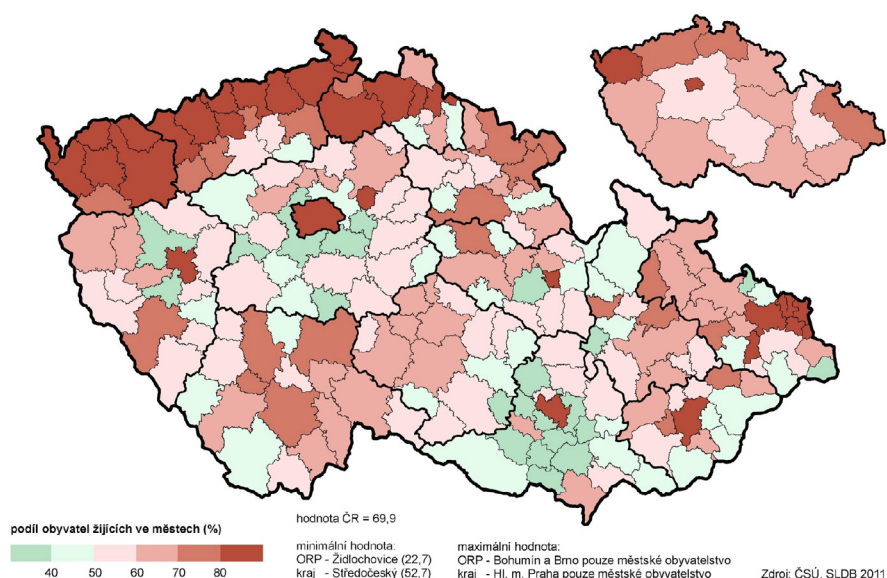 podíl obyvatel žijících ve městech (%)
40 50 60 70 80
hodnota ČR = 69,9
minimální hodnota:
ORP - Židlochovice (22,7)
kraj - Středočeský (52,7)
maximální hodnota:
ORP - Bohumín a Brno pouze městské obyvatelstvo
kraj - Hl. m. Praha pouze městské obyvatelstvo
Zdroj: ČSÚ, SLDB 2011